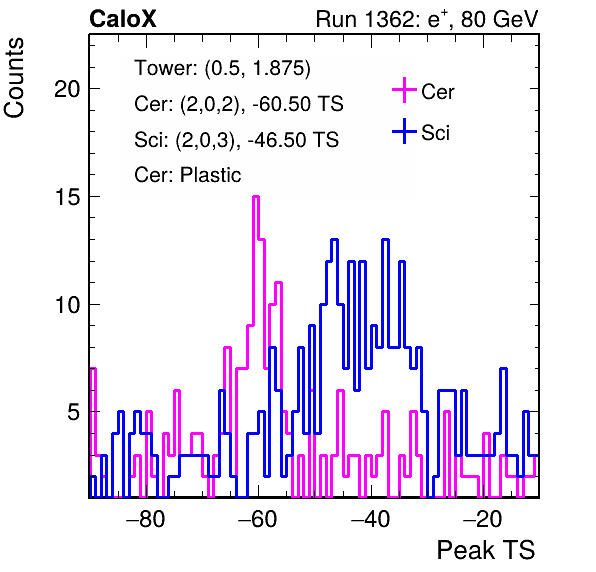 CaloX
Run 1362: e⁺, 80 GeV
Counts
Tower: (0.5, 1.875)
Cer: (2,0,2), -60.50 TS
Sci: (2,0,3), -46.50 TS
Cer: Plastic
Cer
Sci
20
15
10
5
−80 −60 −40 −20
Peak TS